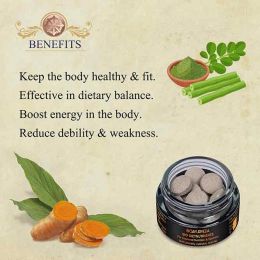 BENEFITS
Keep the body healthy & fit.
Effective in dietary balance.
Boost energy in the body.
Reduce debility & weakness.